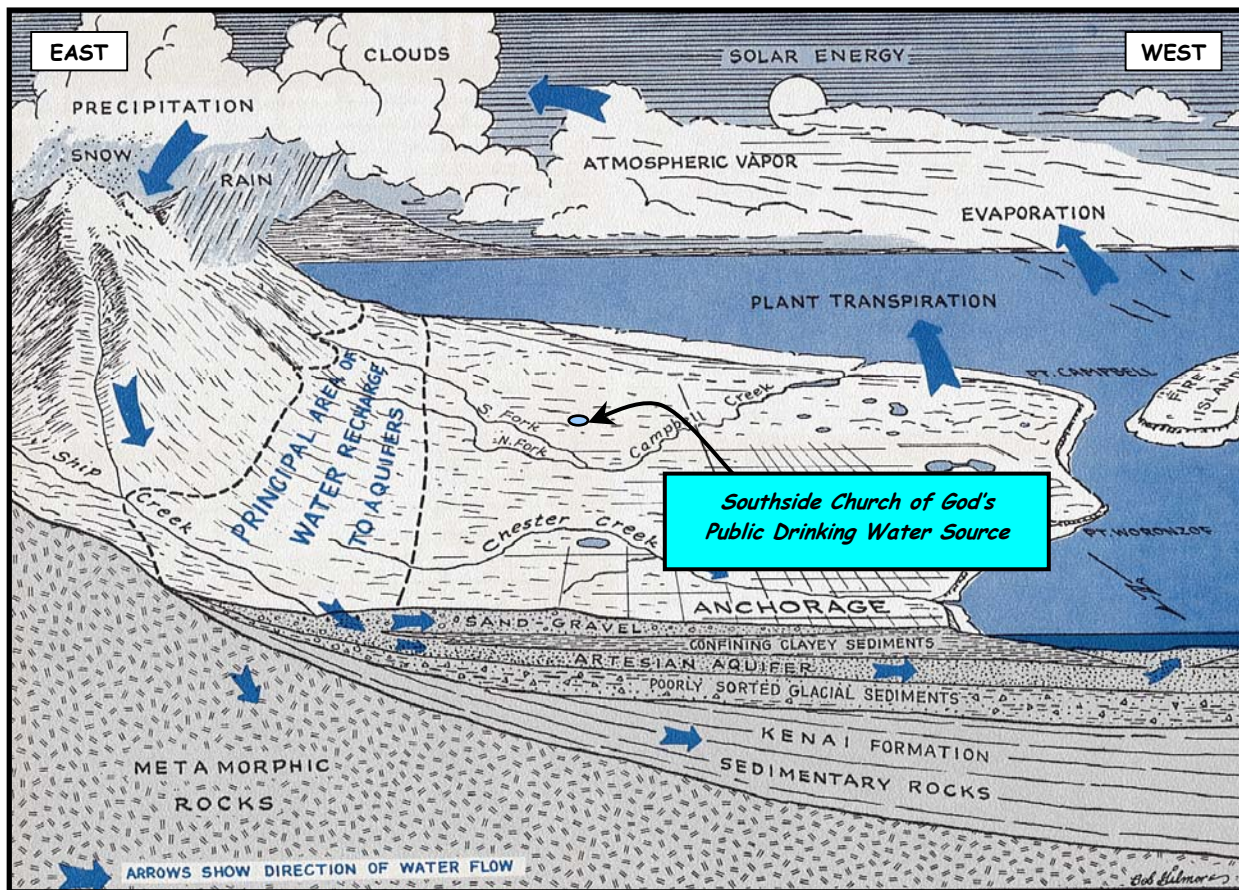 EAST
WEST
CLOUDS
SOLAR ENERGY
PRECIPITATION
SNOW
RAIN
ATMOSPHERIC VAPOR
EVAPORATION
PLANT TRANSPIRATION
PT. CAMPBELL
FIRE
ISLAND
PRINCIPAL AREA OF
WATER RECHARGE
TO AQUIFERS
S. Fork
N. Fork
Campbell Creek
Ship
Creek
Chester Creek
Southside Church of God's
Public Drinking Water Source
PT. WORONZOF
ANCHORAGE
SAND-GRAVEL
CONFINING CLAYEY SEDIMENTS
ARTESIAN AQUIFER
POORLY SORTED GLACIAL SEDIMENTS
KENAI FORMATION
SEDIMENTARY ROCKS
METAMORPHIC
ROCKS
ARROWS SHOW DIRECTION OF WATER FLOW
Bob Gilmore